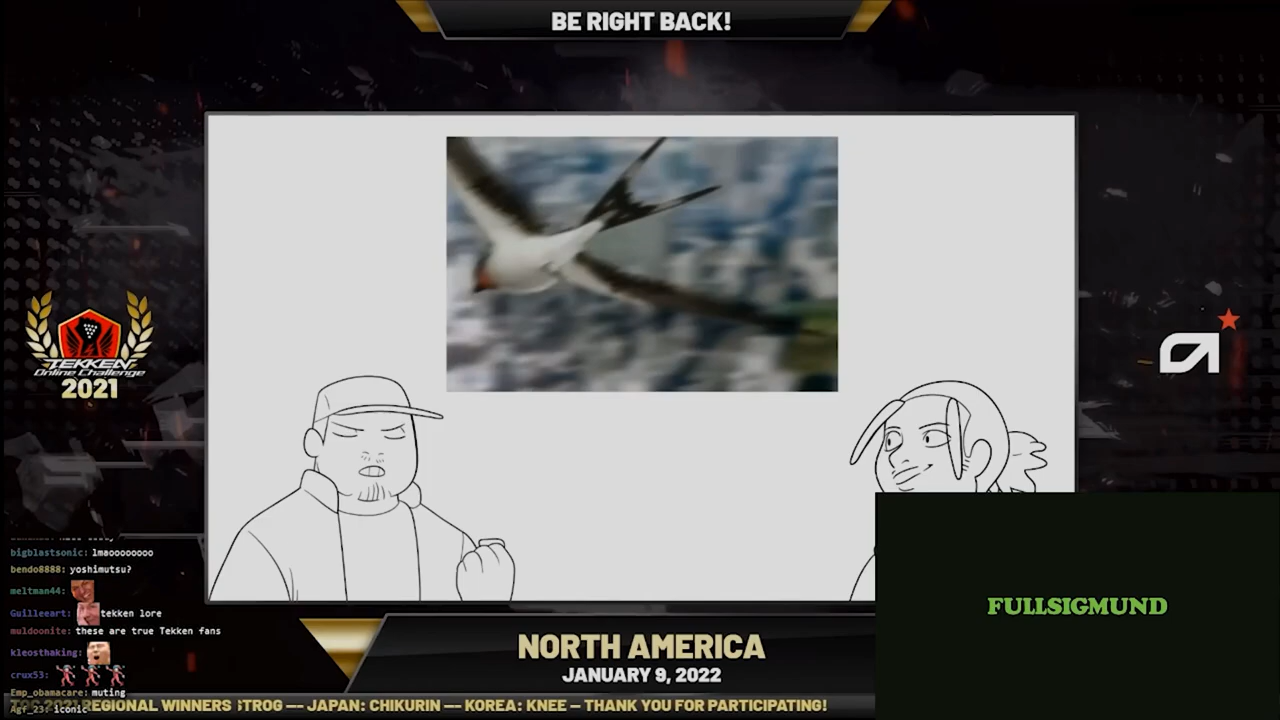 BE RIGHT BACK!
TEKKEN
Online Challenge
2021
bigblastsonic: lmaooooooooo
bendo8888: yoshimutsu?
meltman44:
Guilleeart: tekken lore
muldoonite: these are true Tekken fans
kleosthaking:
crux53:
Emp_obamacare: muting
Agf_23: iconic
FULLSIGMUND
NORTH AMERICA
JANUARY 9, 2022
REGIONAL WINNERS :TROG -- JAPAN: CHIKURIN -- KOREA: KNEE – THANK YOU FOR PARTICIPATING!